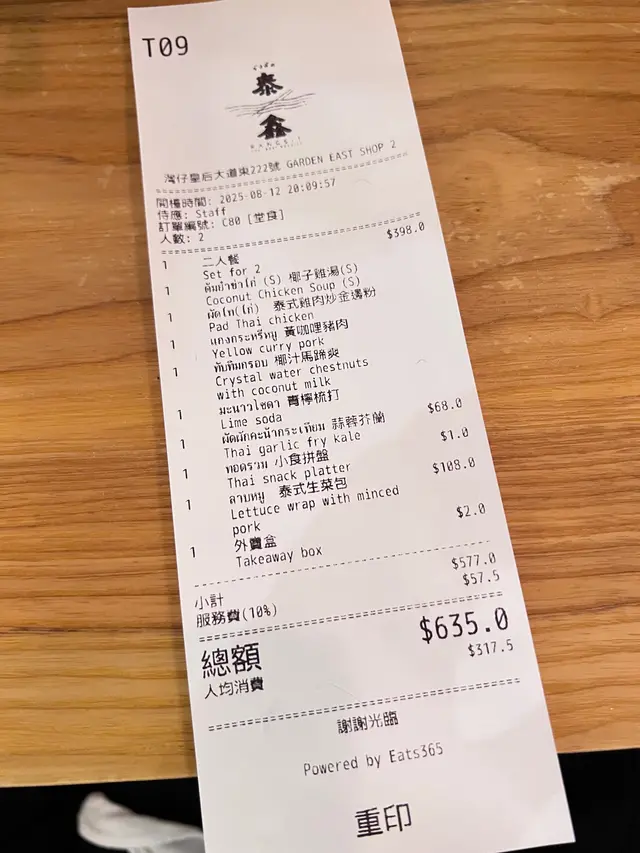 T09
泰
鑫
灣仔皇后大道東222號 GARDEN EAST SHOP 2
開檯時間: 2025-08-12 20:09:57
侍應: Staff
訂單編號: C80 [堂食]
人數: 2
1 二人餐 $398.0
Set for 2
1 ต้มข่าไก่ (S) 椰子雞湯(S)
Coconut Chicken Soup (S)
1 ผัดไท(ไก่) 泰式雞肉炒金邊粉
Pad Thai chicken
1 แกงกะหรี่หมู 黃咖哩豬肉
Yellow curry pork
1 ทับทิมกรอบ 椰汁馬蹄爽
Crystal water chestnuts
with coconut milk
1 มะนาวโซดา 青檸梳打
Lime soda
1 ผัดผักคะน้ากระเทียม 蒜蓉芥蘭 $68.0
Thai garlic fry kale
1 ทอดรวม 小食拼盤 $1.0
Thai snack platter
1 ลาบหมู 泰式生菜包 $108.0
Lettuce wrap with minced
pork
1 外賣盒 $2.0
Takeaway box
小計 $577.0
服務費(10%) $57.5
總額 $635.0
人均消費 $317.5
謝謝光臨
Powered by Eats365
重印